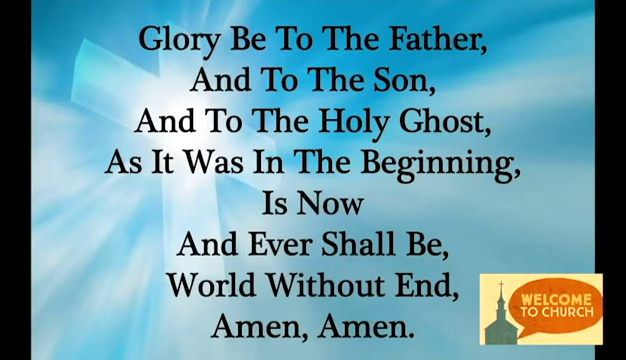 Glory Be To The Father,
And To The Son,
And To The Holy Ghost,
As It Was In The Beginning,
Is Now
And Ever Shall Be,
World Without End,
Amen, Amen.
WELCOME
TO CHURCH